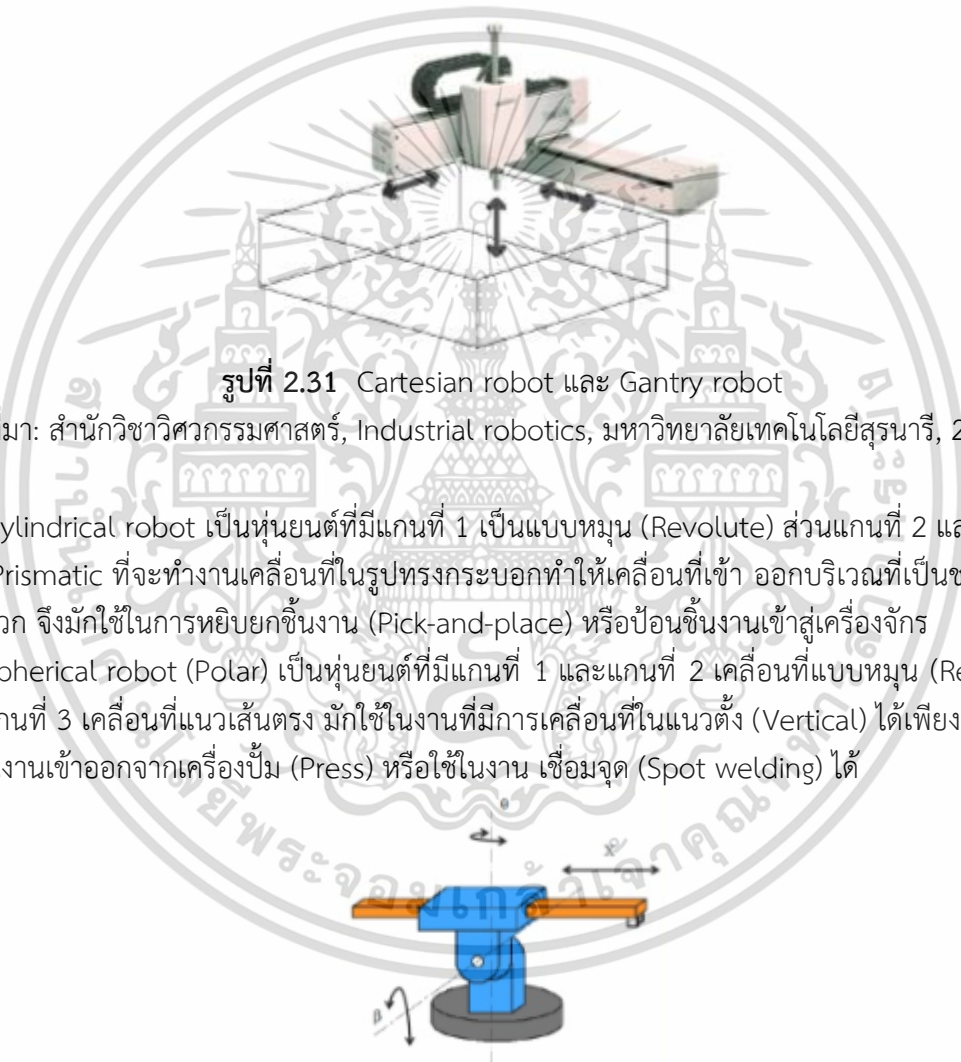 รูปที่ 2.31 Cartesian robot และ Gantry robot
มา: สำนักวิชาวิศวกรรมศาสตร์, Industrial robotics, มหาวิทยาลัยเทคโนโลยีสุรนารี, 2
ylindrical robot เป็นหุ่นยนต์ที่มีแกนที่ 1 เป็นแบบหมุน (Revolute) ส่วนแกนที่ 2 และ
Prismatic ที่จะทำงานเคลื่อนที่ในรูปทรงกระบอกทำให้เคลื่อนที่เข้า ออกบริเวณที่เป็นช
วก จึงมักใช้ในการหยิบยกชิ้นงาน (Pick-and-place) หรือป้อนชิ้นงานเข้าสู่เครื่องจักร
pherical robot (Polar) เป็นหุ่นยนต์ที่มีแกนที่ 1 และแกนที่ 2 เคลื่อนที่แบบหมุน (Re
กนที่ 3 เคลื่อนที่แนวเส้นตรง มักใช้ในงานที่มีการเคลื่อนที่ในแนวตั้ง (Vertical) ได้เพียง
งานเข้าออกจากเครื่องปั๊ม (Press) หรือใช้ในงาน เชื่อมจุด (Spot welding) ได้
θ
X
β